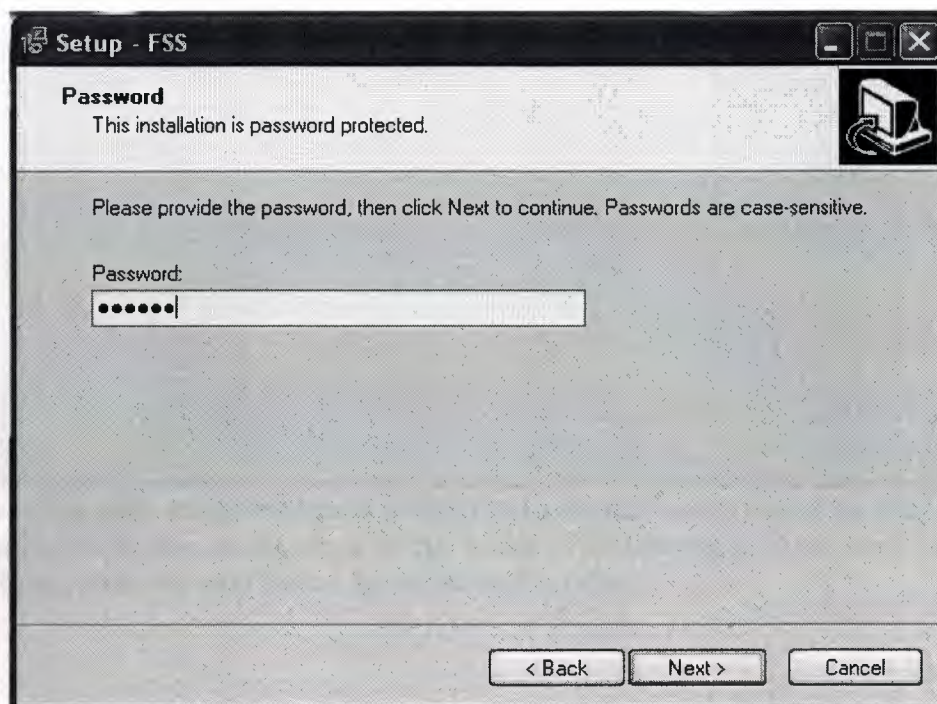 Setup - FSS
Password
This installation is password protected.
Please provide the password, then click Next to continue. Passwords are case-sensitive.
Password:
●●●●●●
< Back Next > Cancel